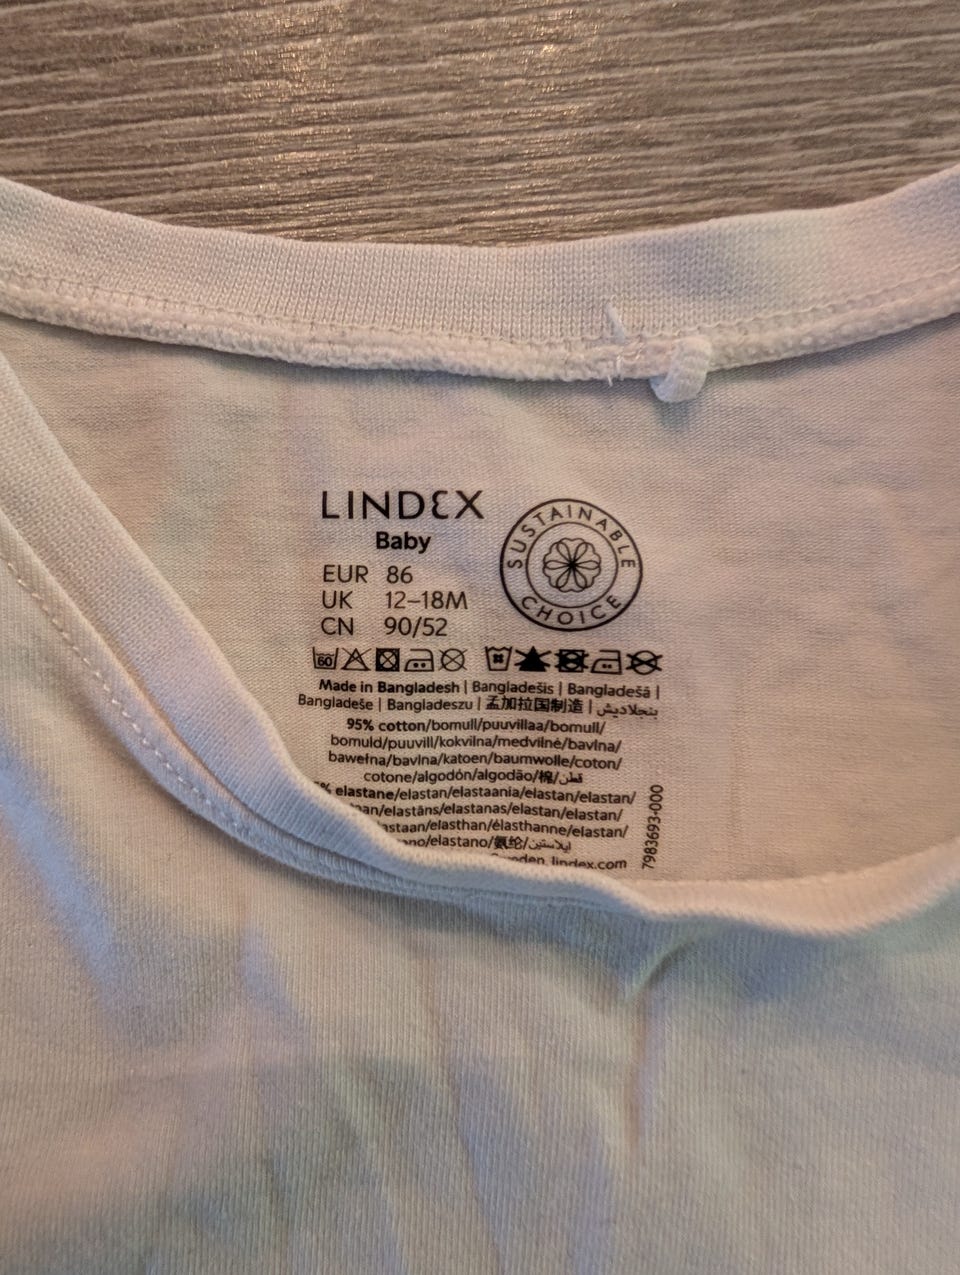 LINDEX
Baby
SUSTAINABLE
CHOICE
EUR 86
UK 12–18M
CN 90/52
60
Made in Bangladesh | Bangladešis | Bangladešā |
Bangladeše | Bangladeszu | 孟加拉国制造 | بنجلاديش
95% cotton/bomull/puuvillaa/bomull/
bomuld/puuvill/kokvilna/medvilnė/bavlna/
bawełna/bavlna/katoen/baumwolle/coton/
cotone/algodón/algodão/棉/قطن
% elastane/elastan/elastaania/elastan/elastan/
/elastāns/elastanas/elastan/elastan/
/elasthan/élasthanne/elastan/
/elastano/氨纶/إيلاستين
lindex.com
7983693-000